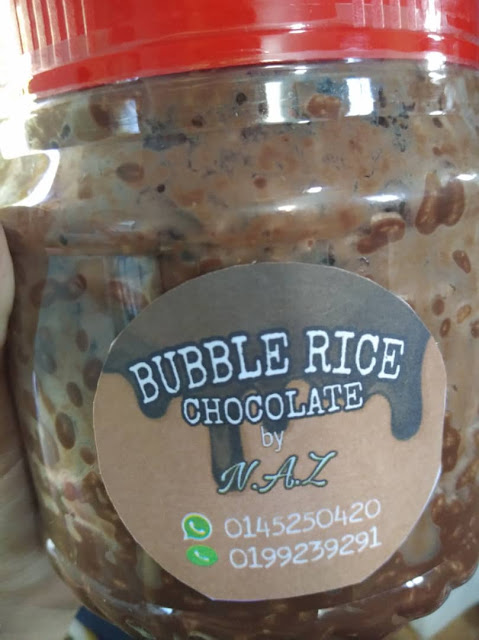 BUBBLE RICE
CHOCOLATE
by
N.A.Z
0145250420
0199239291